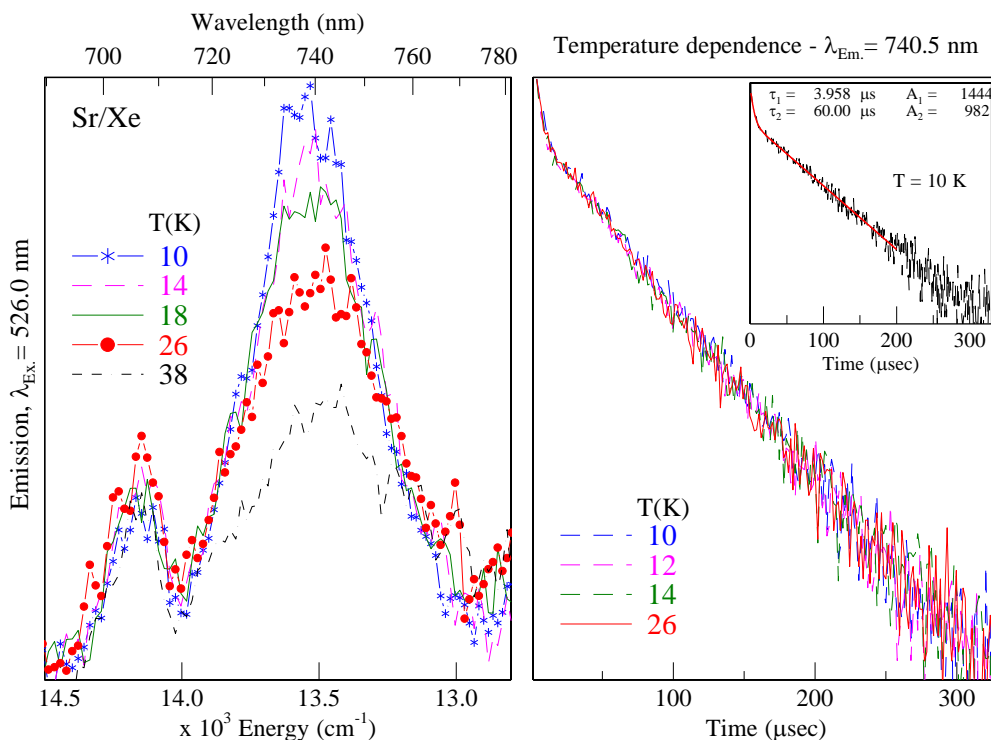 Wavelength (nm)
700 720 740 760 780
Sr/Xe
T(K)
10
14
18
26
38
Emission, λEx.= 526.0 nm
14.5 14.0 13.5 13.0
x 10³ Energy (cm⁻¹)
Temperature dependence - λEm.= 740.5 nm
τ1 = 3.958 μs A1 = 1444
τ2 = 60.00 μs A2 = 982
T = 10 K
0 100 200 300
Time (μsec)
T(K)
10
12
14
26
100 200 300
Time (μsec)